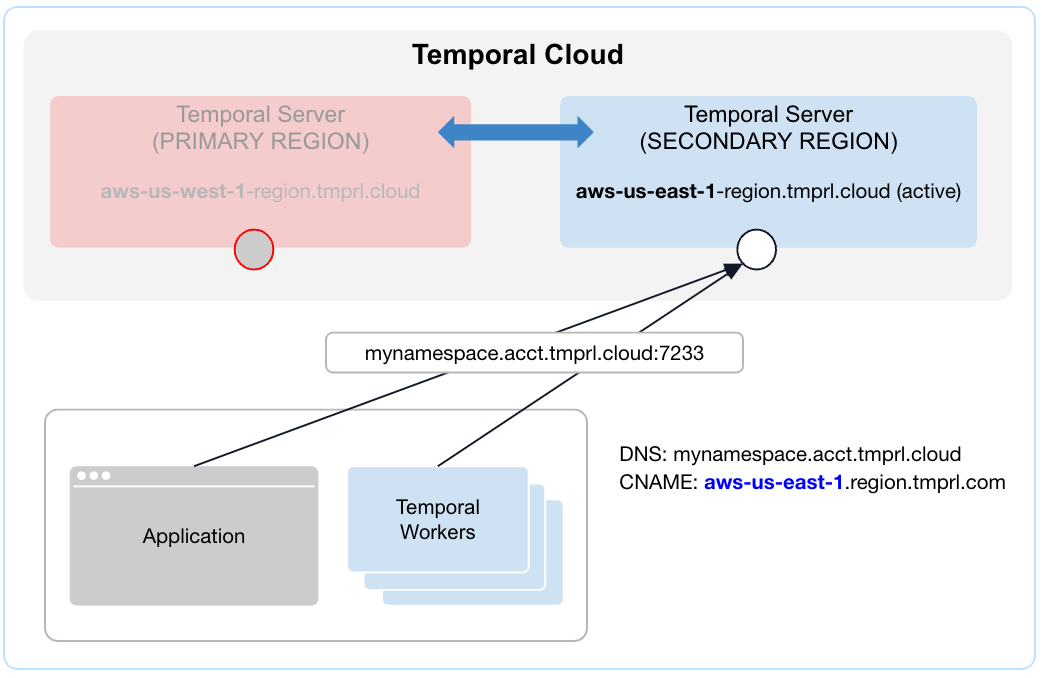 Temporal Cloud
Temporal Server
(PRIMARY REGION)
aws-us-west-1-region.tmprl.cloud
Temporal Server
(SECONDARY REGION)
aws-us-east-1-region.tmprl.cloud (active)
mynamespace.acct.tmprl.cloud:7233
Application
Temporal
Workers
DNS: mynamespace.acct.tmprl.cloud
CNAME: aws-us-east-1.region.tmprl.com